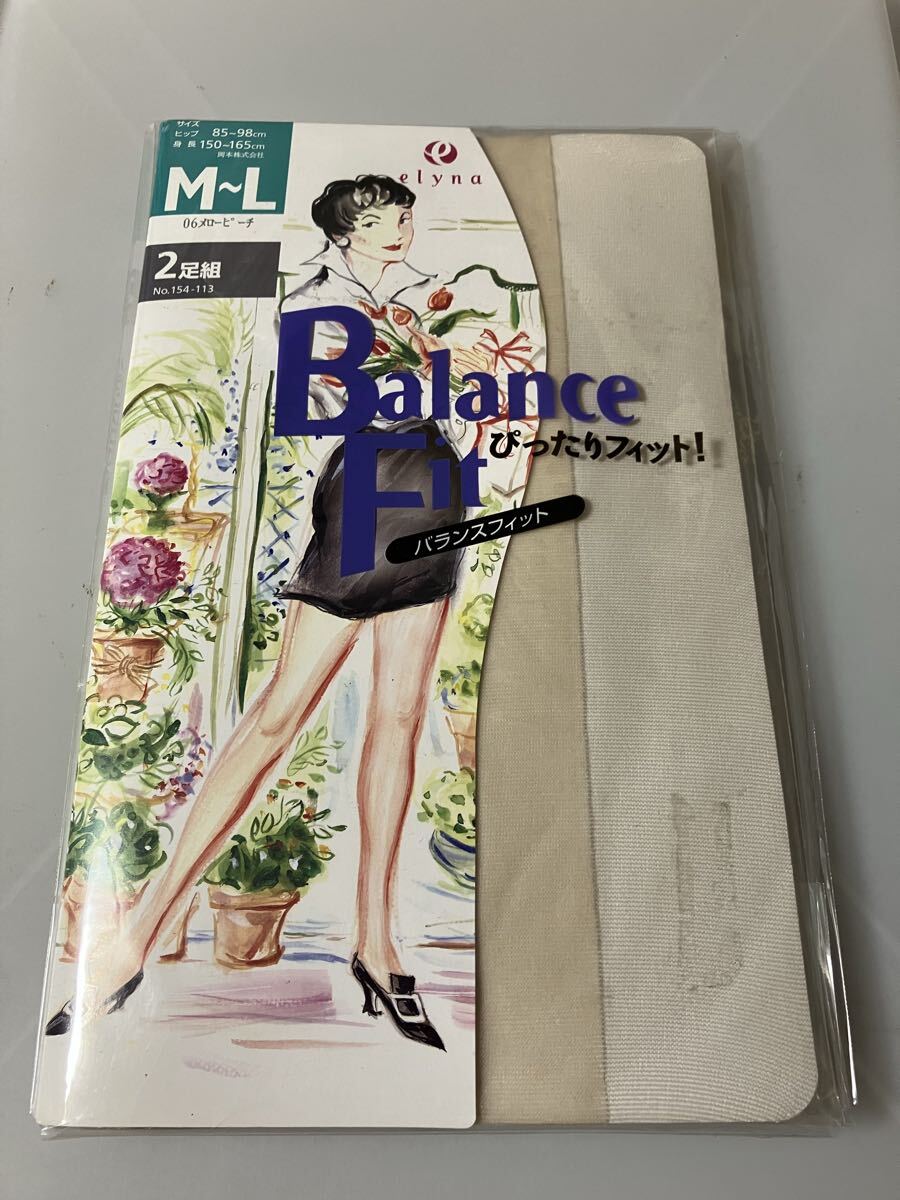 サイズ
ヒップ 85~98cm
身長 150~165cm
岡本株式会社
M~L
06メローピーチ
2足組
No.154-113
elyna
Balance
Fit
ぴったりフィット!
バランスフィット